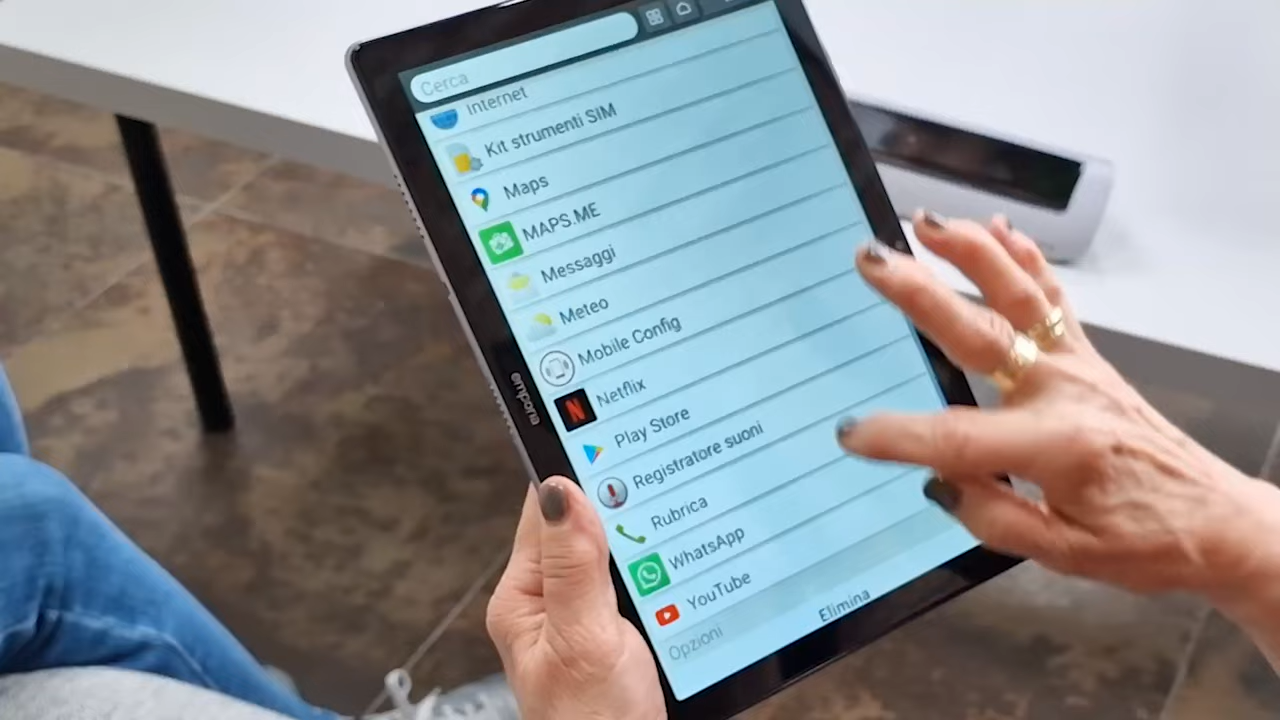 Cerca
Internet
Kit strumenti SIM
Maps
MAPS.ME
Messaggi
Meteo
Mobile Config
Netflix
Play Store
Registratore suoni
Rubrica
WhatsApp
YouTube
Opzioni
Elimina
emporia